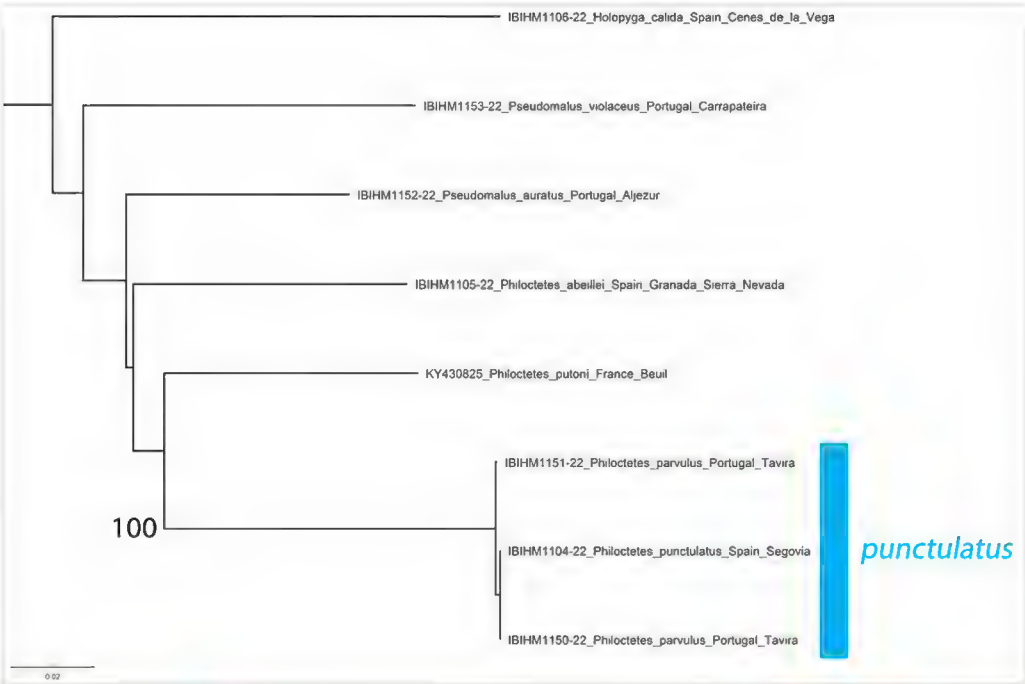 IBIHM1106-22_Holopyga_calida_Spain_Cenes_de_la_Vega
IBIHM1153-22_Pseudomalus_violaceus_Portugal_Carrapateira
IBIHM1152-22_Pseudomalus_auratus_Portugal_Aljezur
IBIHM1105-22_Philoctetes_abeillei_Spain_Granada_Sierra_Nevada
KY430825_Philoctetes_putoni_France_Beuil
IBIHM1151-22_Philoctetes_parvulus_Portugal_Tavira
100
IBIHM1104-22_Philoctetes_punctulatus_Spain_Segovia
punctulatus
IBIHM1150-22_Philoctetes_parvulus_Portugal_Tavira
0.02